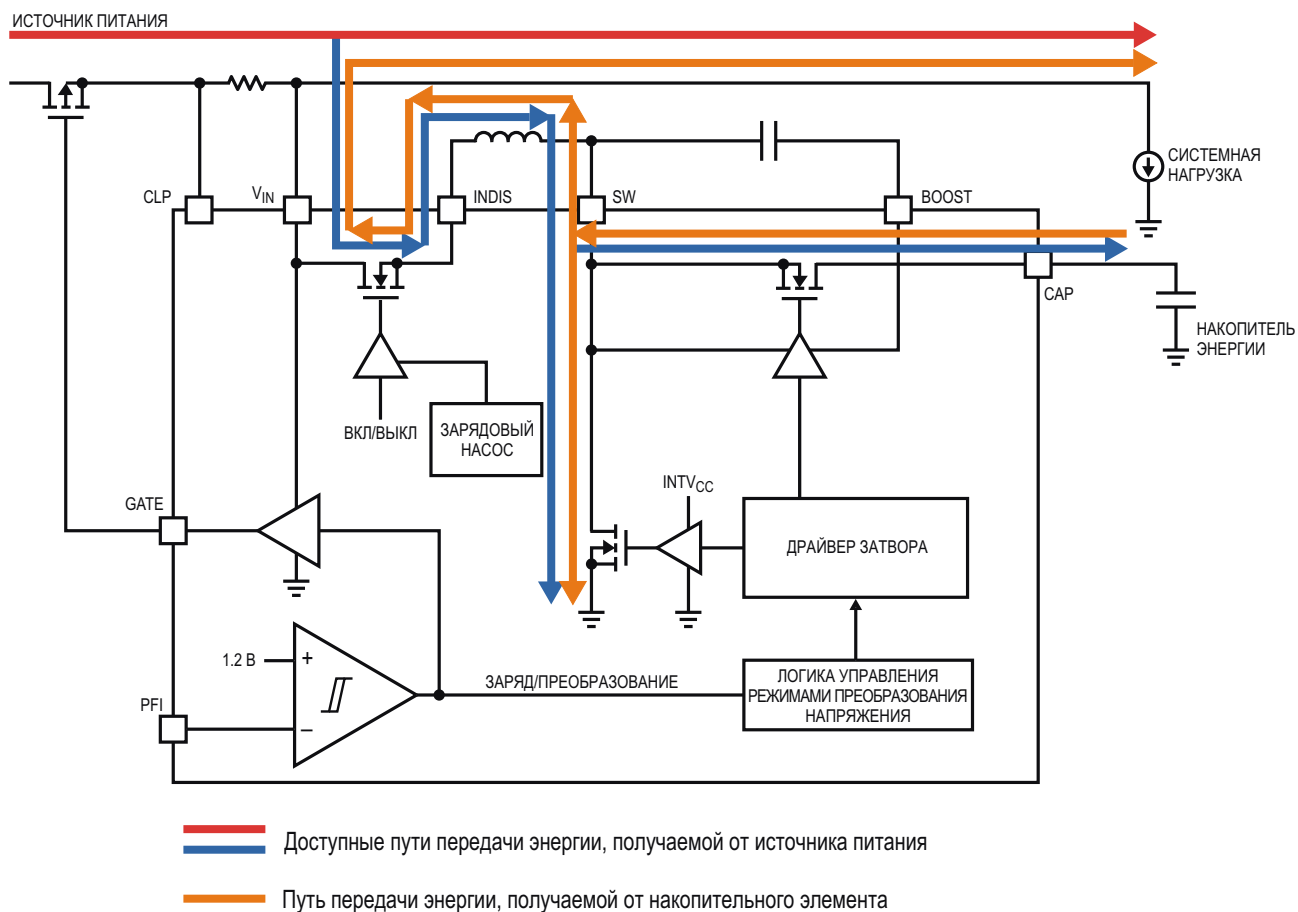 ИСТОЧНИК ПИТАНИЯ
СИСТЕМНАЯ
НАГРУЗКА
CLP
VIN
INDIS
SW
BOOST
CAP
НАКОПИТЕЛЬ
ЭНЕРГИИ
ВКЛ/ВЫКЛ
ЗАРЯДОВЫЙ
НАСОС
GATE
INTVCC
ДРАЙВЕР ЗАТВОРА
1.2 В
+
–
PFI
ЗАРЯД/ПРЕОБРАЗОВАНИЕ
ЛОГИКА УПРАВЛЕНИЯ
РЕЖИМАМИ ПРЕОБРАЗОВАНИЯ
НАПРЯЖЕНИЯ
Доступные пути передачи энергии, получаемой от источника питания
Путь передачи энергии, получаемой от накопительного элемента